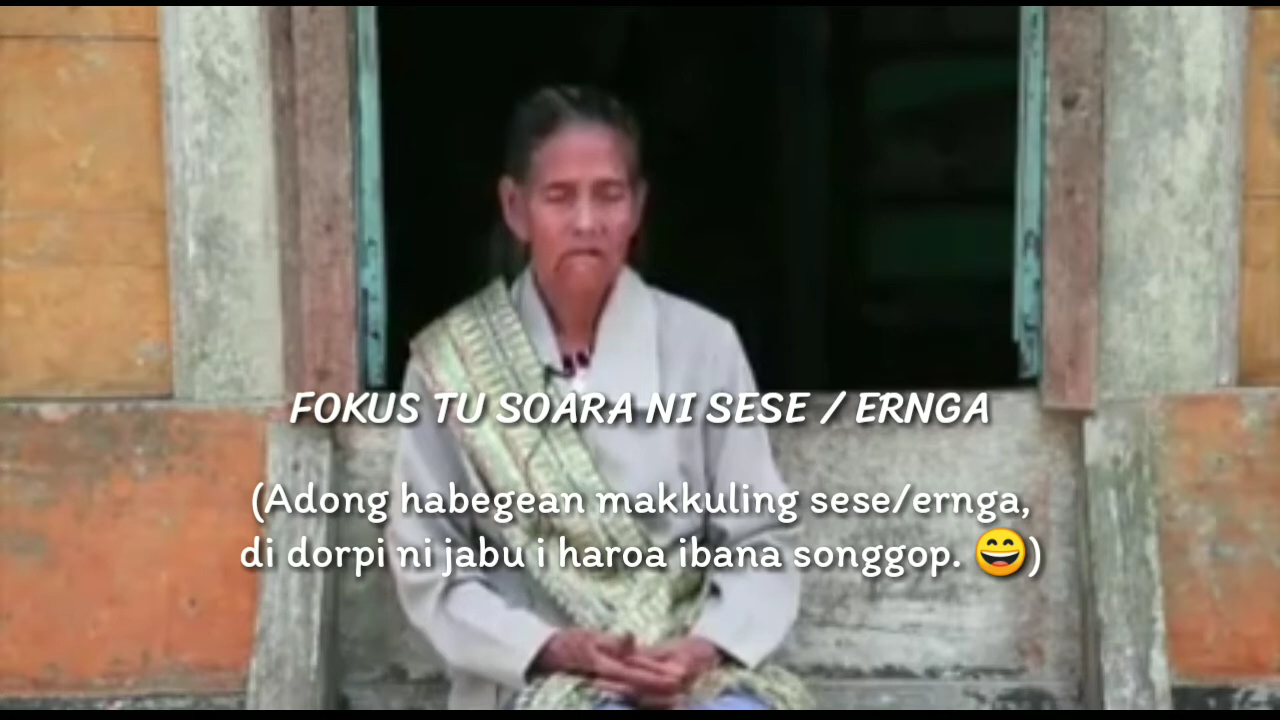 FOKUS TU SOARA NI SESE / ERNGA
(Adong habegean makkuling sese/ernga,
di dorpi ni jabu i haroa ibana songgop. 😄)